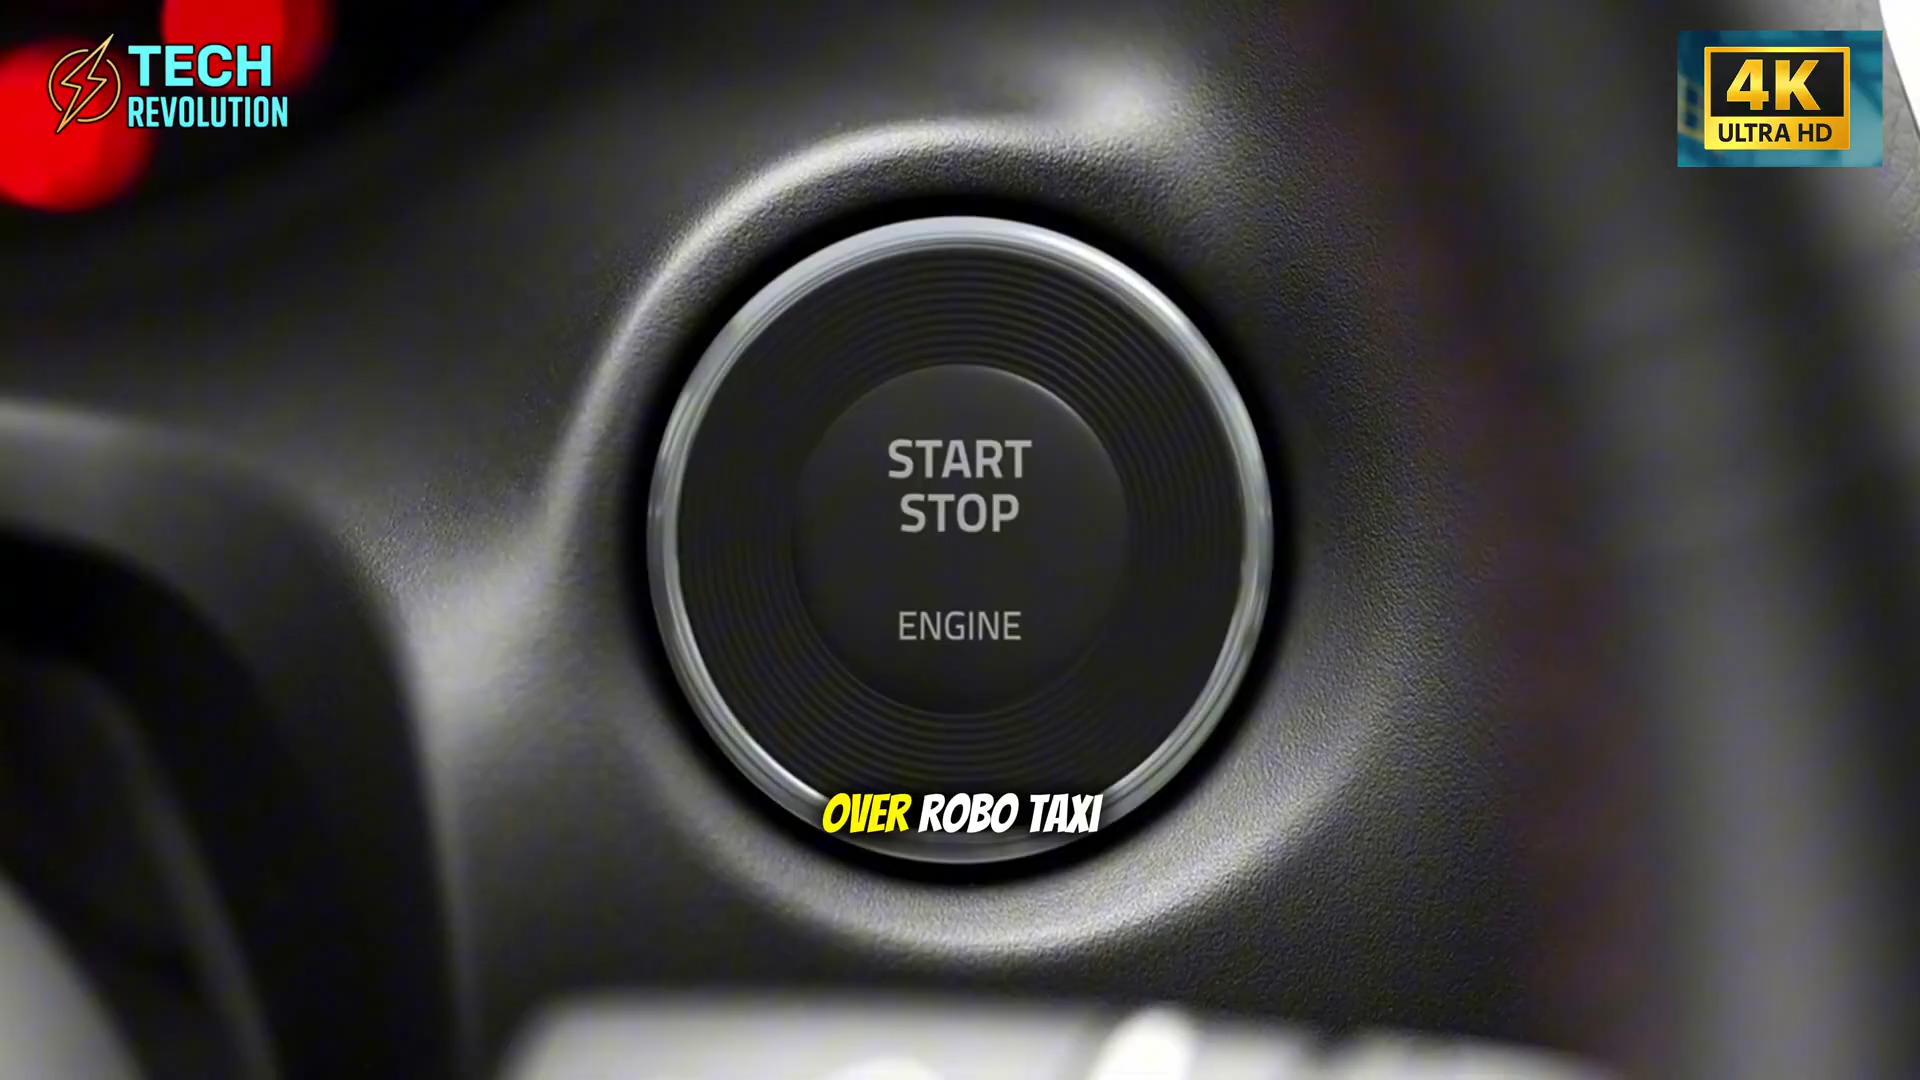 TECH
REVOLUTION
4K
ULTRA HD
START
STOP
ENGINE
OVER ROBO TAXI